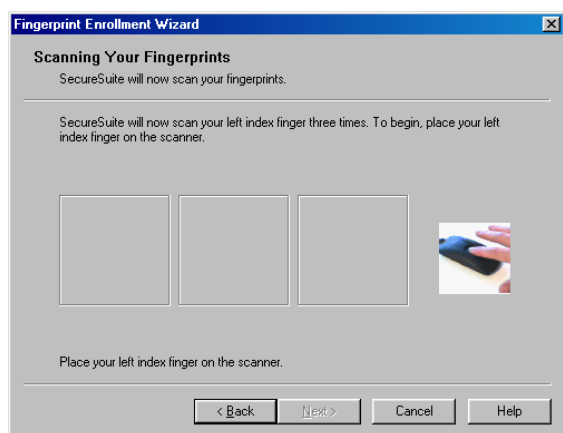 Fingerprint Enrollment Wizard
Scanning Your Fingerprints
SecureSuite will now scan your fingerprints.
SecureSuite will now scan your left index finger three times. To begin, place your left
index finger on the scanner.
Place your left index finger on the scanner.
< Back Next > Cancel Help